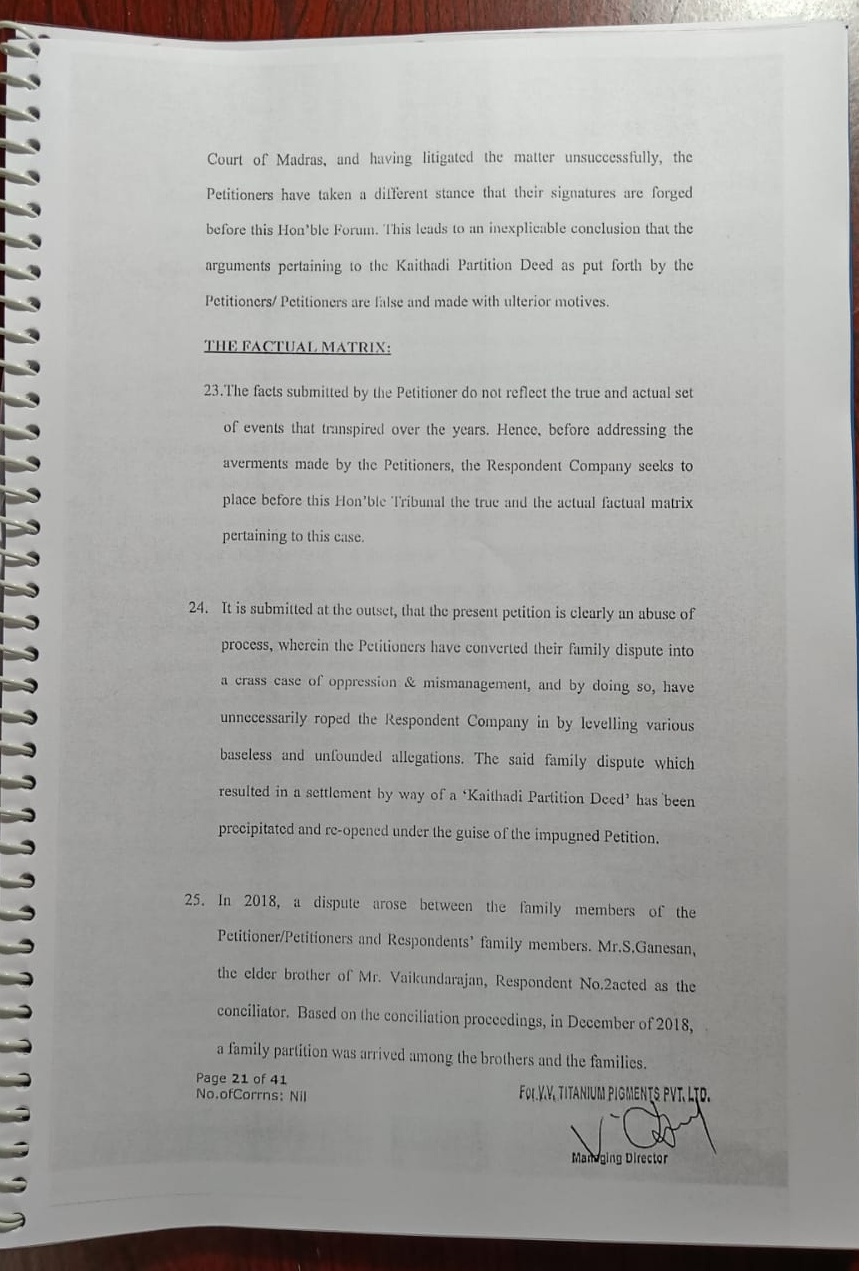 Court of Madras, and having litigated the matter unsuccessfully, the
Petitioners have taken a different stance that their signatures are forged
before this Hon'ble Forum. This leads to an inexplicable conclusion that the
arguments pertaining to the Kaithadi Partition Deed as put forth by the
Petitioners/ Petitioners are false and made with ulterior motives.
THE FACTUAL MATRIX:
23.The facts submitted by the Petitioner do not reflect the true and actual set
of events that transpired over the years. Hence, before addressing the
averments made by the Petitioners, the Respondent Company seeks to
place before this Hon'ble Tribunal the true and the actual factual matrix
pertaining to this case.
24. It is submitted at the outset, that the present petition is clearly an abuse of
process, wherein the Petitioners have converted their family dispute into
a crass case of oppression & mismanagement, and by doing so, have
unnecessarily roped the Respondent Company in by levelling various
baseless and unfounded allegations. The said family dispute which
resulted in a settlement by way of a 'Kaithadi Partition Deed' has been
precipitated and re-opened under the guise of the impugned Petition.
25. In 2018, a dispute arose between the family members of the
Petitioner/Petitioners and Respondents' family members. Mr.S.Ganesan,
the elder brother of Mr. Vaikundarajan, Respondent No.2acted as the
conciliator. Based on the conciliation proceedings, in December of 2018,
a family partition was arrived among the brothers and the families.
Page 21 of 41
No.ofCorrns: Nil
For V.V. TITANIUM PIGMENTS PVT. LTD.
Managing Director